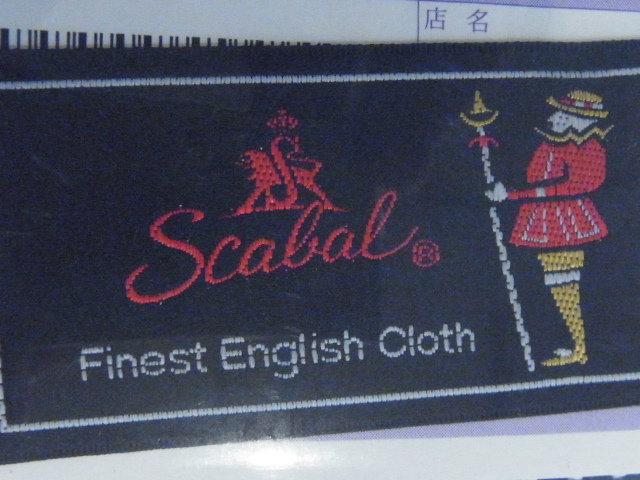 店名
Scabal®
Finest English Cloth